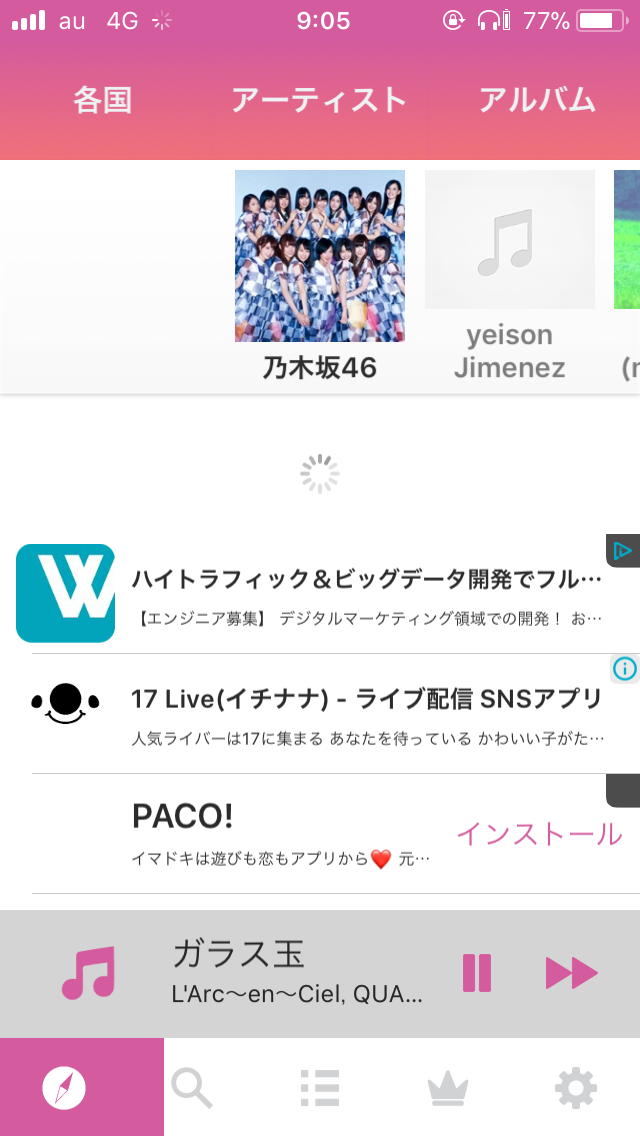 au 4G 9:05 77%
各国 アーティスト アルバム
乃木坂46
yeison
Jimenez
ハイトラフィック＆ビッグデータ開発でフル…
【エンジニア募集】 デジタルマーケティング領域での開発！ お…
17 Live(イチナナ) - ライブ配信 SNSアプリ
人気ライバーは17に集まる あなたを待っている かわいい子がた…
PACO!
インストール
イマドキは遊びも恋もアプリから❤️ 元…
ガラス玉
L'Arc〜en〜Ciel, QUA...